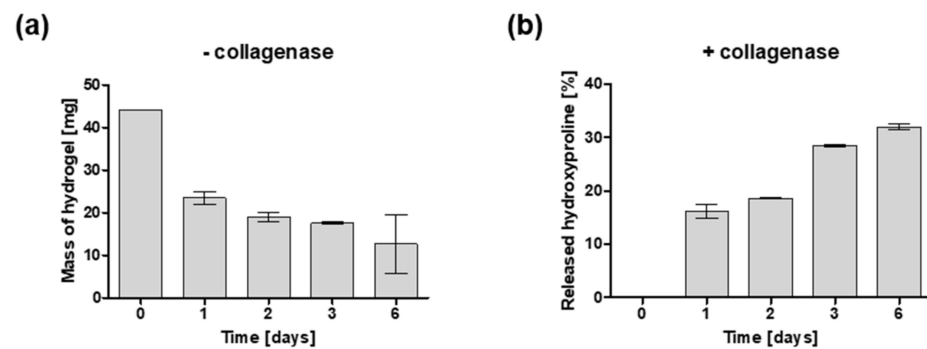 (a)
- collagenase
Mass of hydrogel [mg]
50
40
30
20
10
0
0 1 2 3 6
Time [days]
(b)
+ collagenase
Released hydroxyproline [%]
40
30
20
10
0
0 1 2 3 6
Time [days]